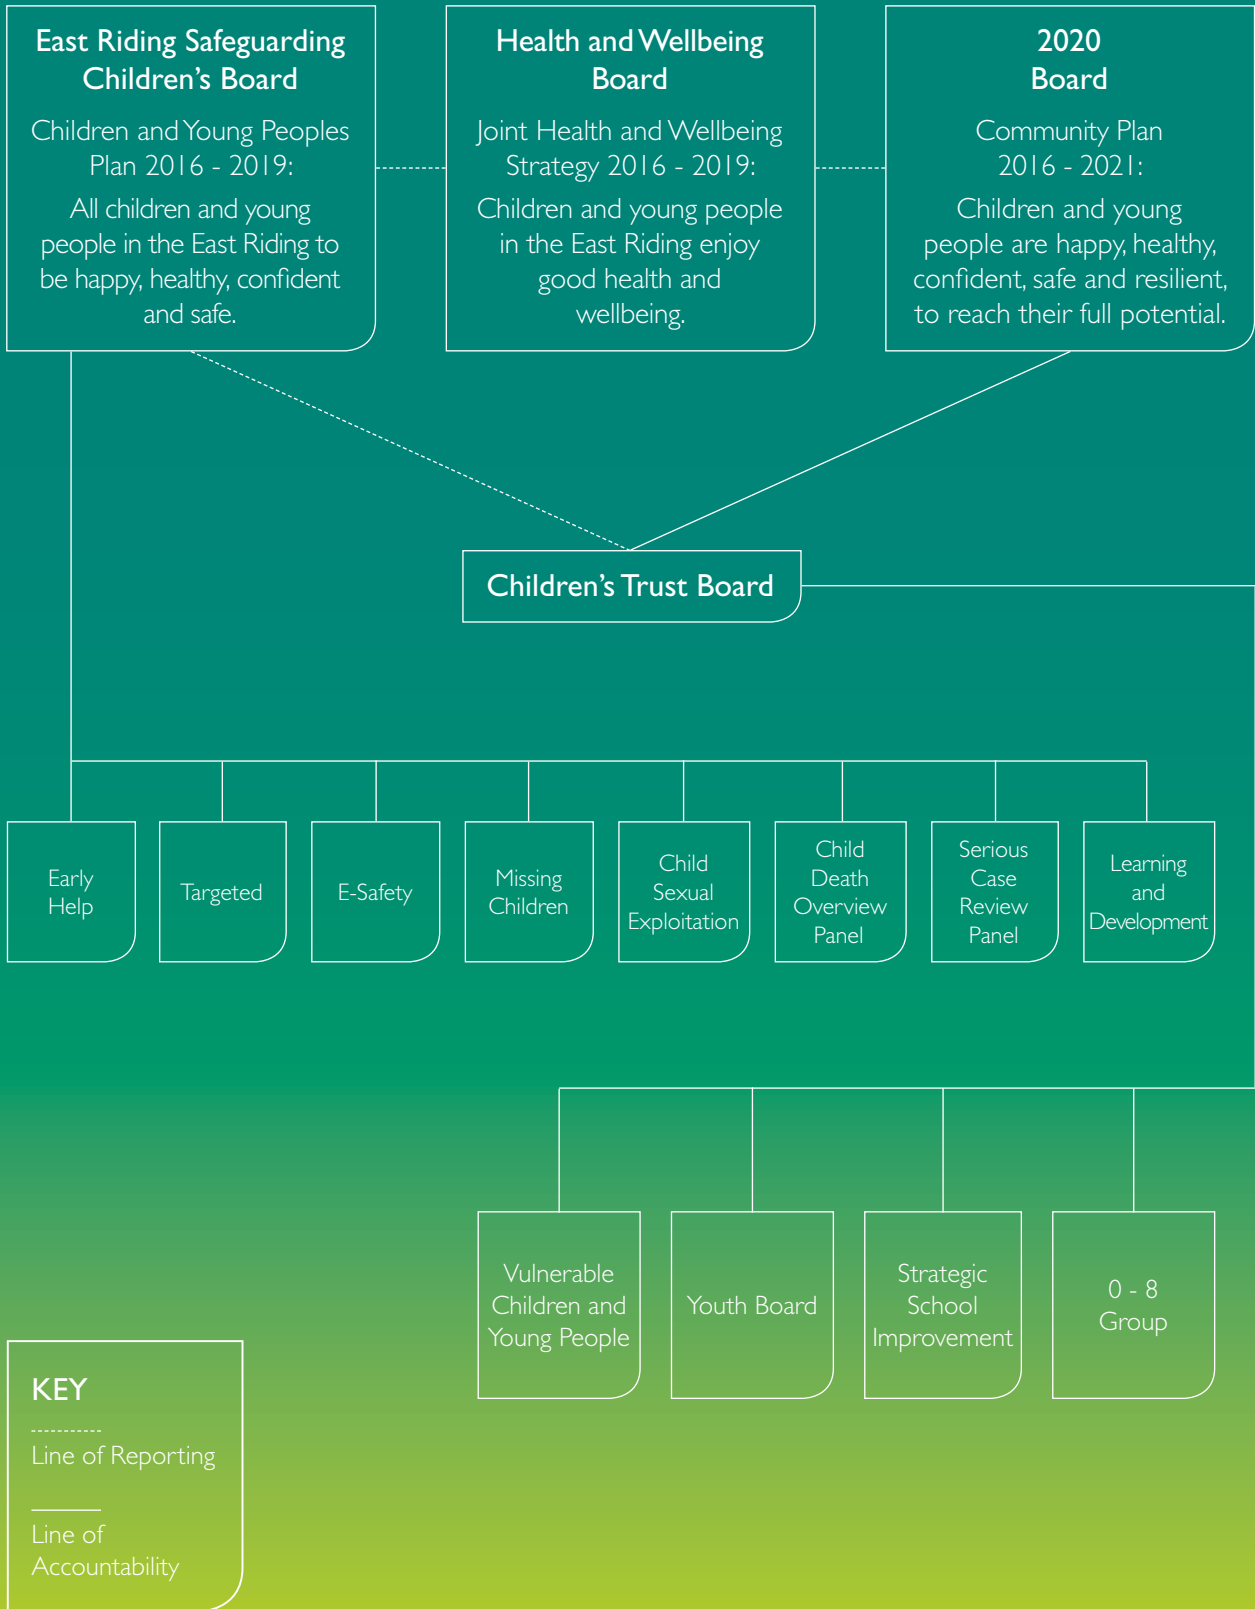 East Riding Safeguarding
Children’s Board
Children and Young Peoples
Plan 2016 - 2019:
All children and young
people in the East Riding to
be happy, healthy, confident
and safe.
Health and Wellbeing
Board
Joint Health and Wellbeing
Strategy 2016 - 2019:
Children and young people
in the East Riding enjoy
good health and
wellbeing.
2020
Board
Community Plan
2016 - 2021:
Children and young
people are happy, healthy,
confident, safe and resilient,
to reach their full potential.
Children’s Trust Board
Early
Help
Targeted
E-Safety
Missing
Children
Child
Sexual
Exploitation
Child
Death
Overview
Panel
Serious
Case
Review
Panel
Learning
and
Development
Vulnerable
Children and
Young People
Youth Board
Strategic
School
Improvement
0 - 8
Group
KEY
Line of Reporting
Line of
Accountability